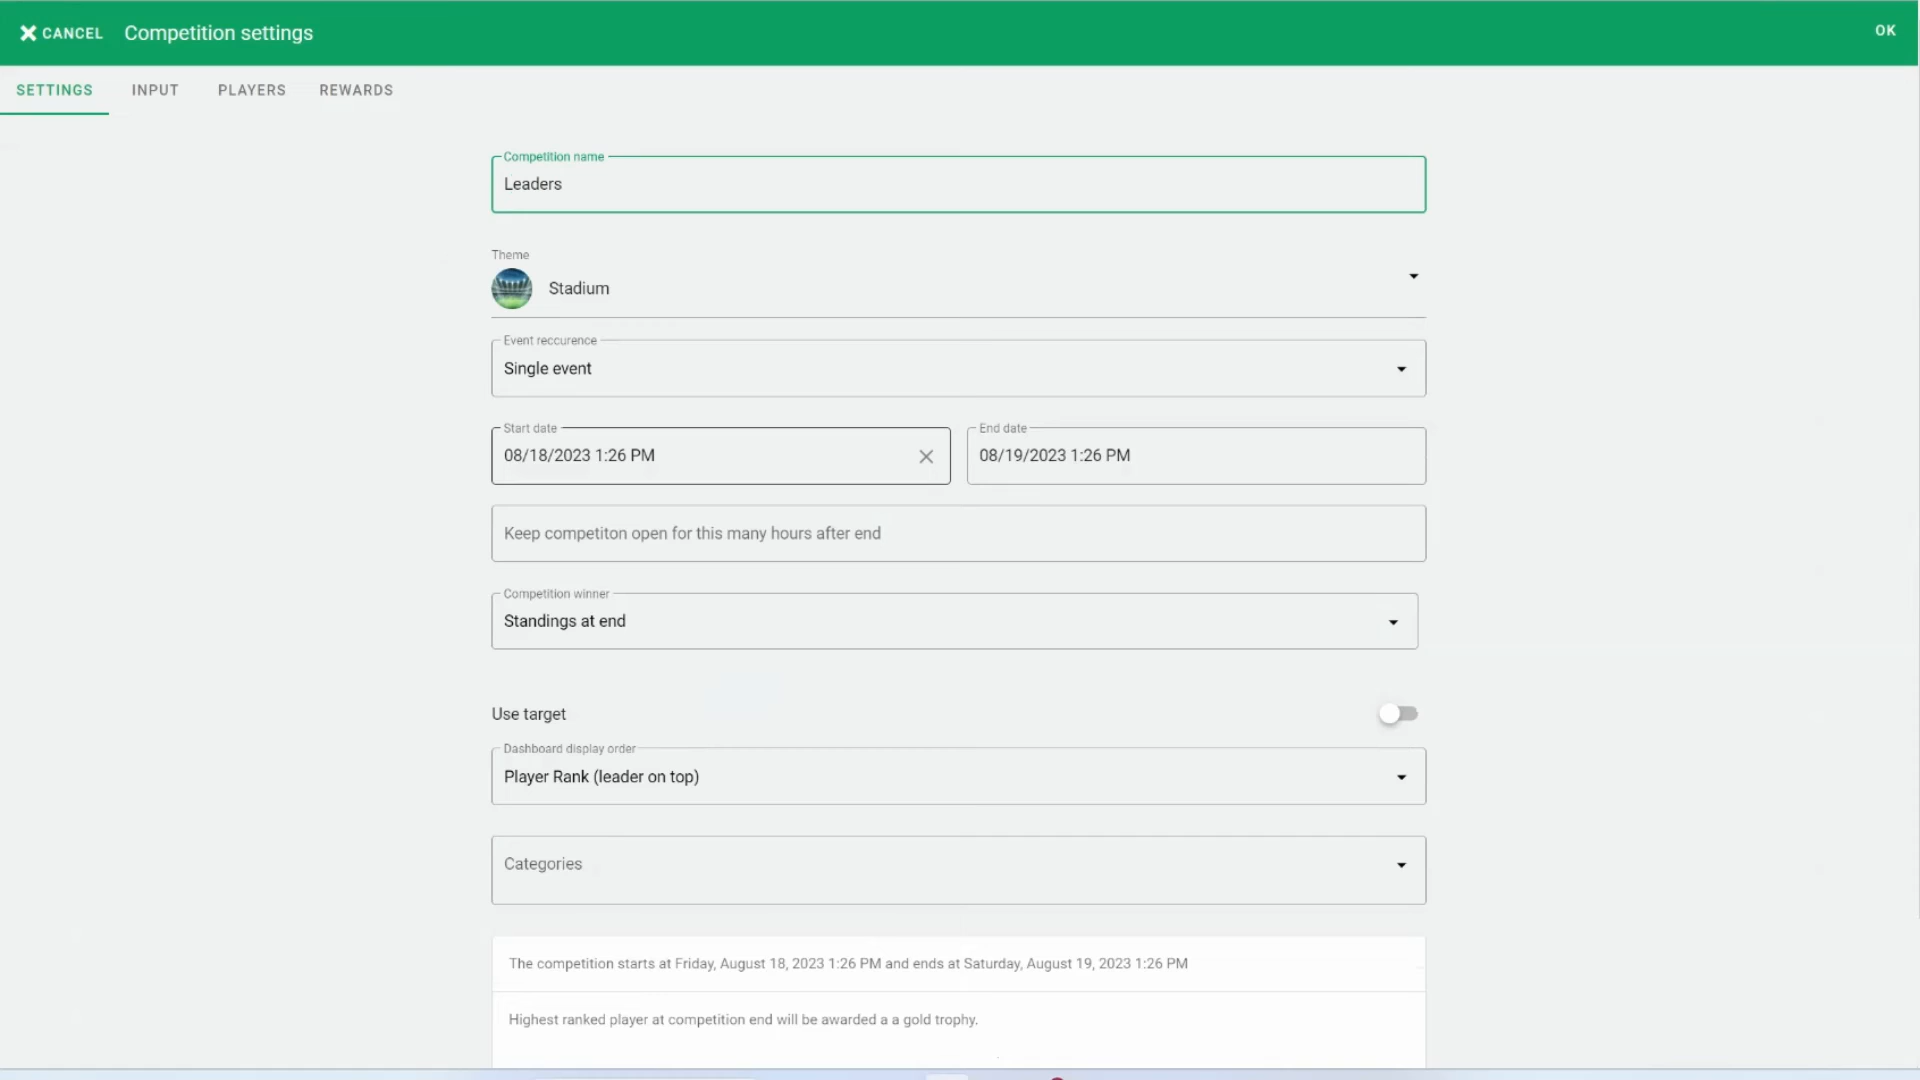 CANCEL Competition settings OK
SETTINGS INPUT PLAYERS REWARDS
Competition name
Leaders
Theme
Stadium
Event reccurence
Single event
Start date End date
08/18/2023 1:26 PM 08/19/2023 1:26 PM
Keep competiton open for this many hours after end
Competition winner
Standings at end
Use target
Dashboard display order
Player Rank (leader on top)
Categories
The competition starts at Friday, August 18, 2023 1:26 PM and ends at Saturday, August 19, 2023 1:26 PM
Highest ranked player at competition end will be awarded a a gold trophy.